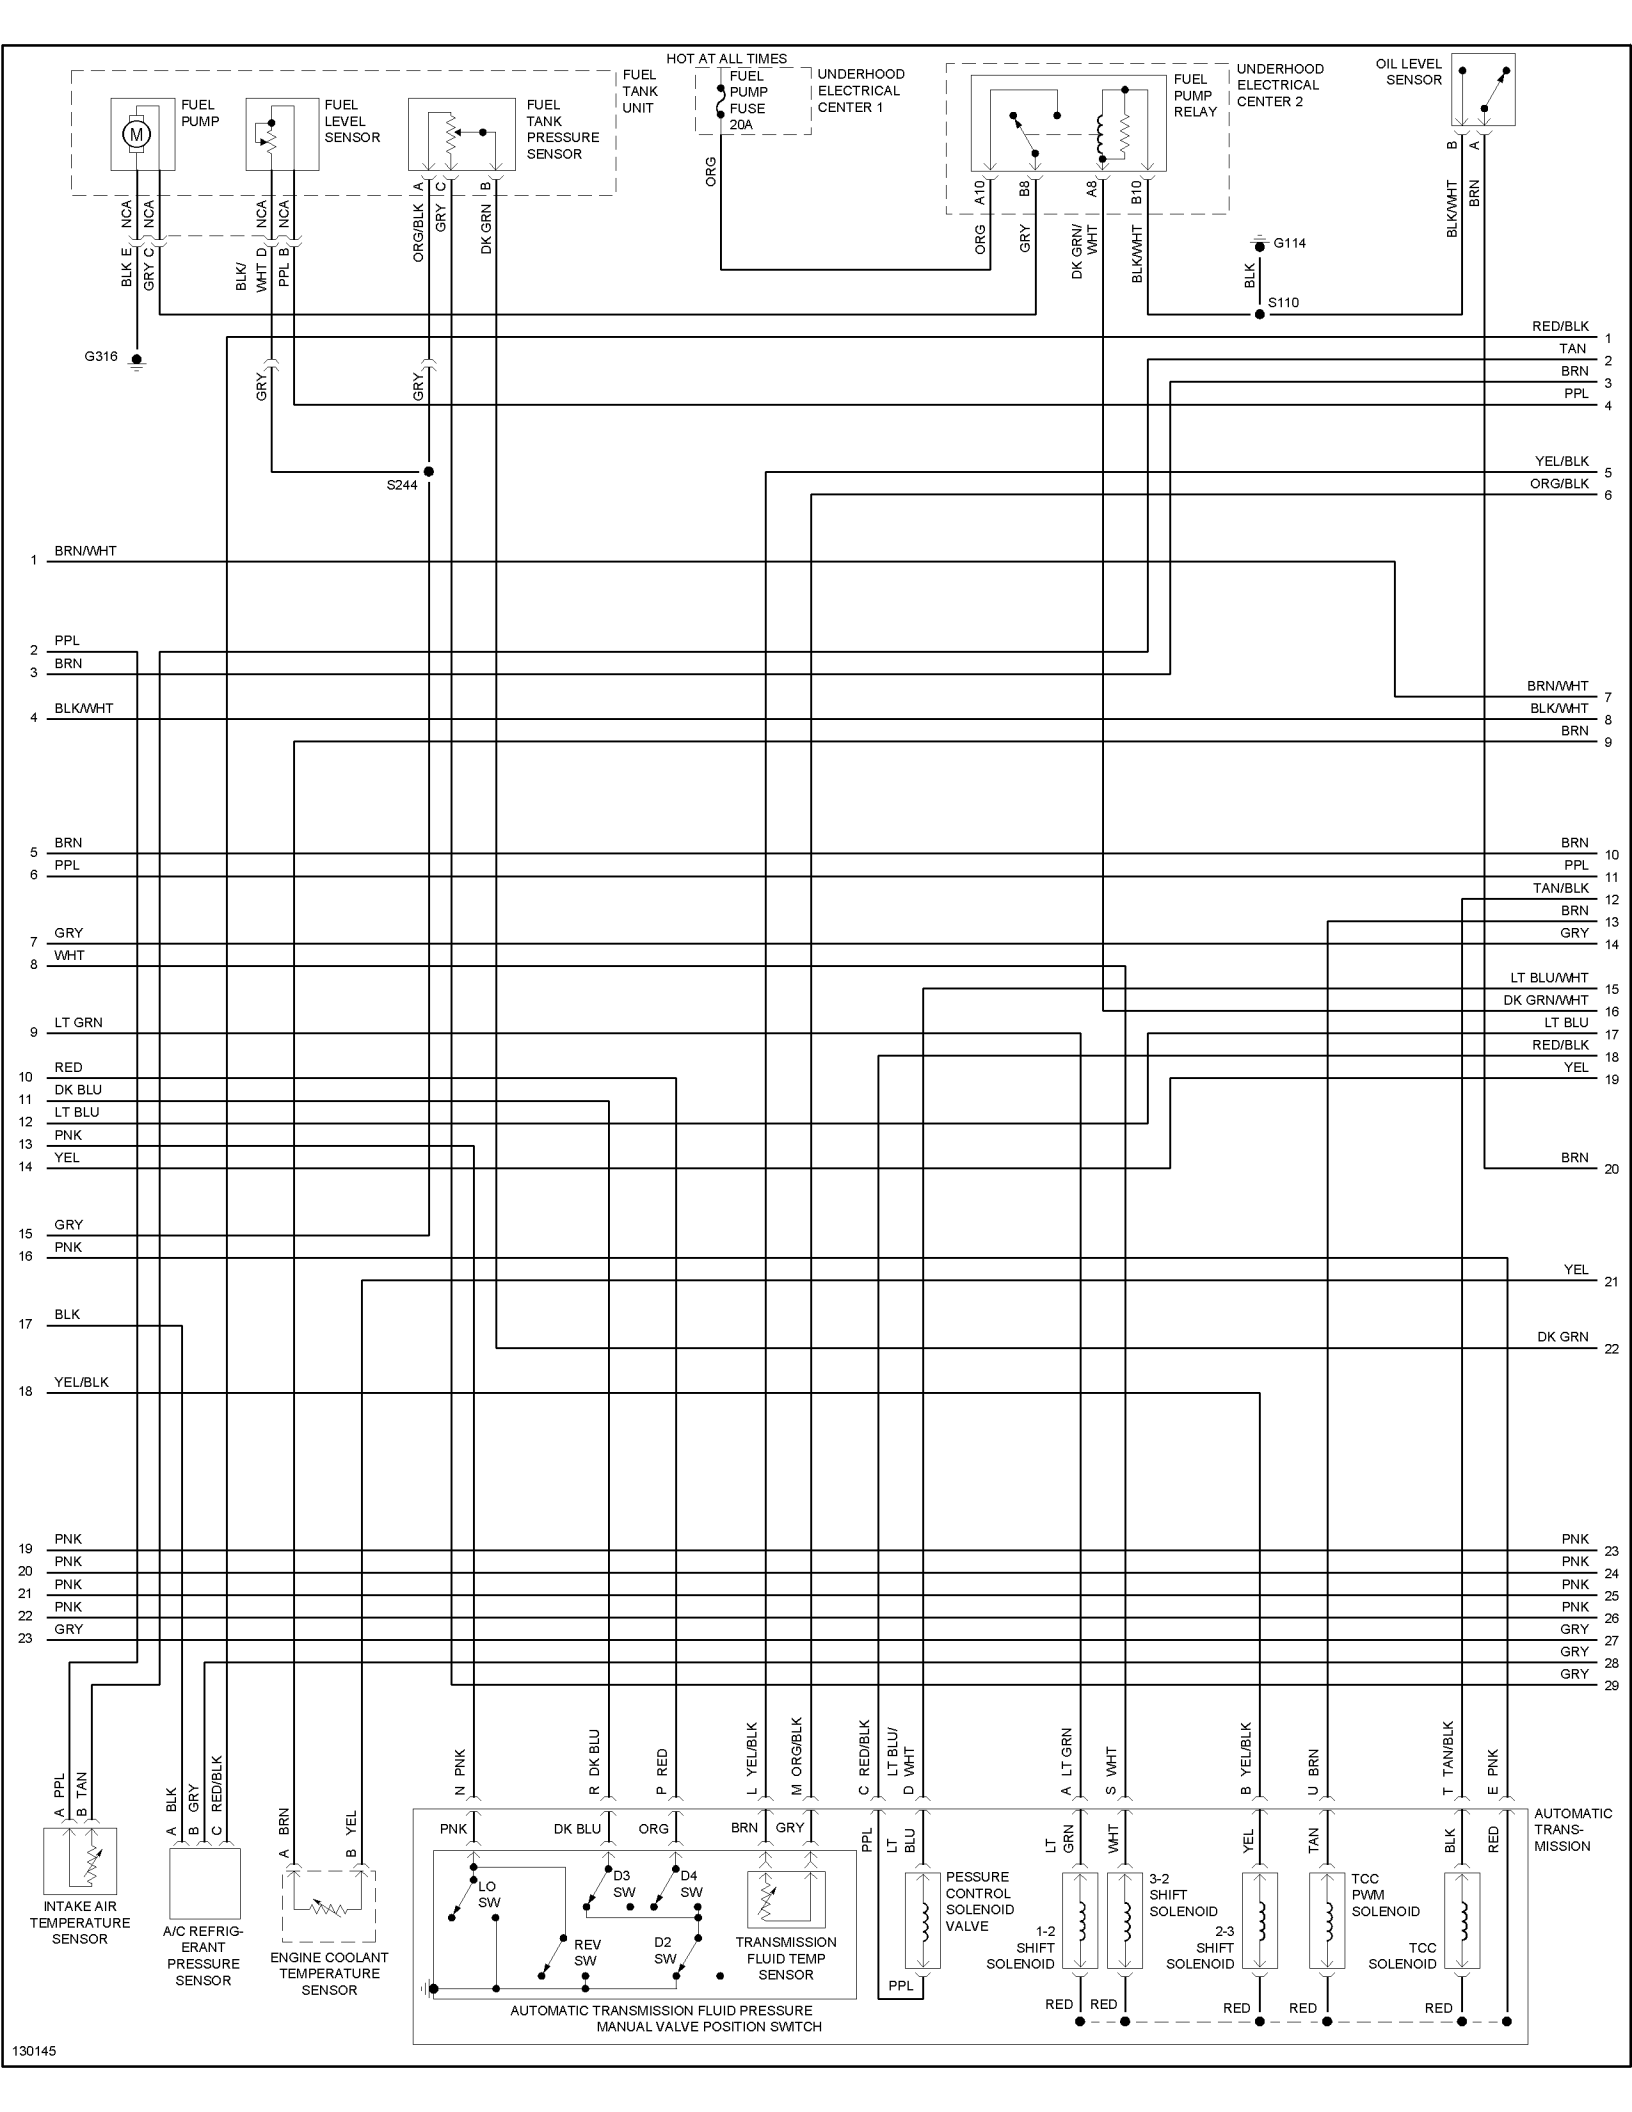 HOT AT ALL TIMES
FUEL
TANK
UNIT
FUEL
PUMP
M
FUEL
LEVEL
SENSOR
FUEL
TANK
PRESSURE
SENSOR
FUEL
PUMP
FUSE
20A
UNDERHOOD
ELECTRICAL
CENTER 1
FUEL
PUMP
RELAY
UNDERHOOD
ELECTRICAL
CENTER 2
OIL LEVEL
SENSOR
A
C
B
ORG
A10
B8
A8
B10
B
A
NCA
NCA
NCA
NCA
ORG/BLK
GRY
DK GRN
ORG
GRY
DK GRN/
WHT
BLK/WHT
BLK/WHT
BRN
BLK E
GRY C
BLK/
WHT D
PPL B
G114
BLK
S110
G316
GRY
GRY
S244
RED/BLK 1
TAN 2
BRN 3
PPL 4
YEL/BLK 5
ORG/BLK 6
1 BRN/WHT
2 PPL
3 BRN
BRN/WHT 7
4 BLK/WHT
BLK/WHT 8
BRN 9
5 BRN
BRN 10
6 PPL
PPL 11
TAN/BLK 12
BRN 13
7 GRY
GRY 14
8 WHT
LT BLU/WHT 15
DK GRN/WHT 16
9 LT GRN
LT BLU 17
RED/BLK 18
10 RED
YEL 19
11 DK BLU
12 LT BLU
13 PNK
14 YEL
BRN 20
15 GRY
16 PNK
YEL 21
17 BLK
DK GRN 22
18 YEL/BLK
19 PNK
PNK 23
20 PNK
PNK 24
21 PNK
PNK 25
22 PNK
PNK 26
23 GRY
GRY 27
GRY 28
GRY 29
A PPL
B TAN
A BLK
B GRY
C RED/BLK
A BRN
B YEL
N PNK
R DK BLU
P RED
L YEL/BLK
M ORG/BLK
C RED/BLK
LT BLU/
D WHT
A LT GRN
S WHT
B YEL/BLK
U BRN
T TAN/BLK
E PNK
AUTOMATIC
TRANS-
MISSION
PNK
DK BLU
ORG
BRN
GRY
PPL
LT
BLU
LT
GRN
WHT
YEL
TAN
BLK
RED
LO
SW
D3
SW
D4
SW
REV
SW
D2
SW
TRANSMISSION
FLUID TEMP
SENSOR
PESSURE
CONTROL
SOLENOID
VALVE
PPL
1-2
SHIFT
SOLENOID
3-2
SHIFT
SOLENOID
2-3
SHIFT
SOLENOID
TCC
PWM
SOLENOID
TCC
SOLENOID
RED
RED
RED
RED
RED
INTAKE AIR
TEMPERATURE
SENSOR
A/C REFRIG-
ERANT
PRESSURE
SENSOR
ENGINE COOLANT
TEMPERATURE
SENSOR
AUTOMATIC TRANSMISSION FLUID PRESSURE
MANUAL VALVE POSITION SWITCH
130145